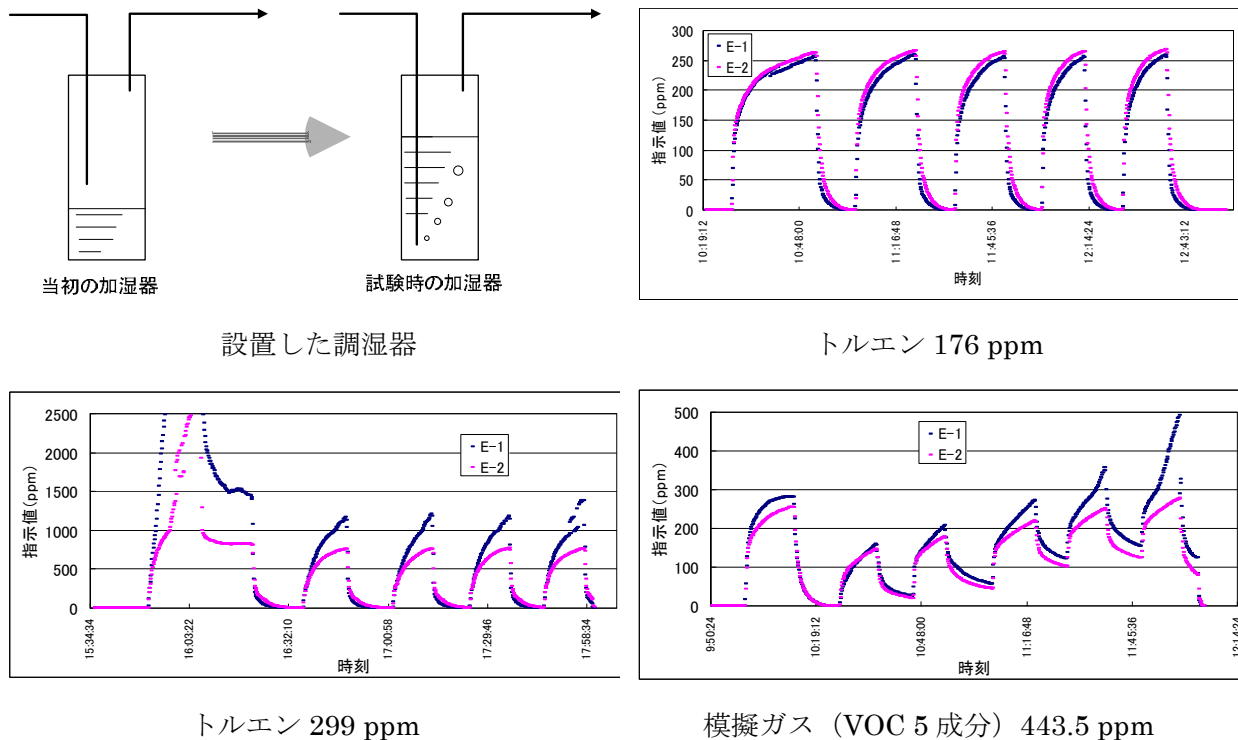 当初の加湿器
試験時の加湿器
設置した調湿器
300
250
200
150
100
50
0
指示値(ppm)
E-1
E-2
10:19:12
10:48:00
11:16:48
11:45:36
12:14:24
12:43:12
時刻
トルエン 176 ppm
2500
2000
1500
1000
500
0
指示値(ppm)
E-1
E-2
15:34:34
16:03:22
16:32:10
17:00:58
17:29:46
17:58:34
時刻
トルエン 299 ppm
500
400
300
200
100
0
指示値(ppm)
E-1
E-2
9:50:24
10:19:12
10:48:00
11:16:48
11:45:36
12:14:24
時刻
模擬ガス（VOC 5 成分）443.5 ppm